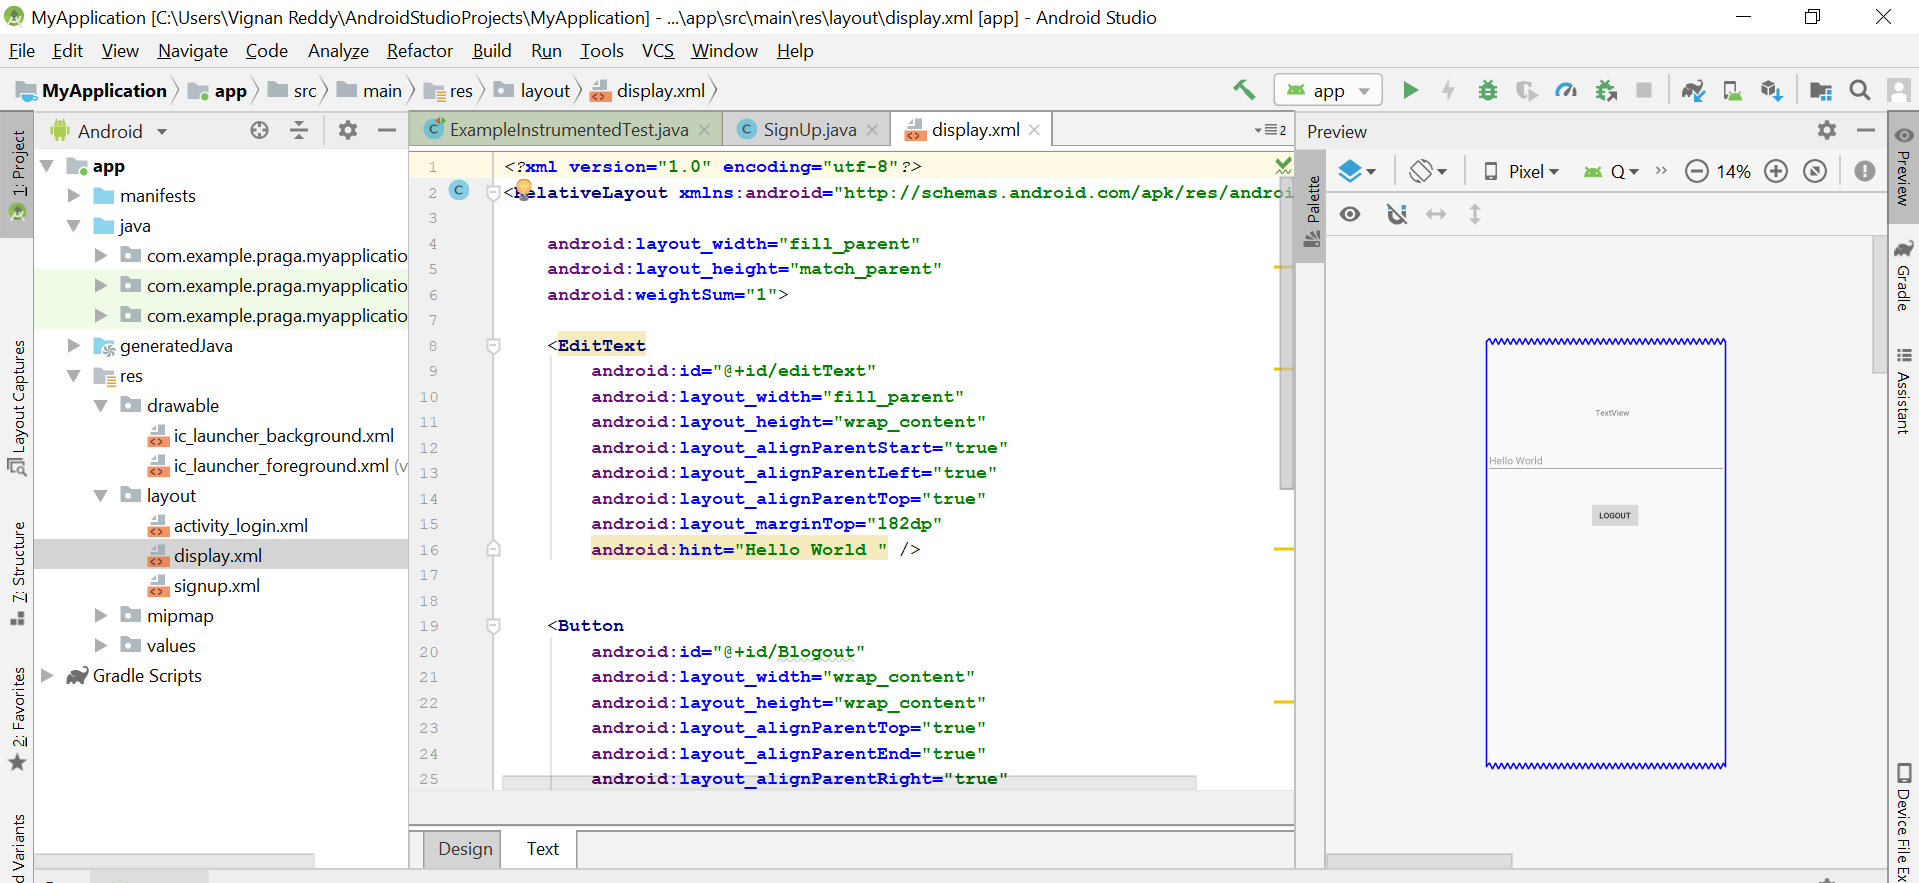 MyApplication [C:\Users\Vignan Reddy\AndroidStudioProjects\MyApplication] - ...\app\src\main\res\layout\display.xml [app] - Android Studio
File Edit View Navigate Code Analyze Refactor Build Run Tools VCS Window Help
MyApplication app src main res layout display.xml
app
Android
ExampleInstrumentedTest.java SignUp.java display.xml
2
Preview
1: Project
Layout Captures
7: Structure
2: Favorites
d Variants
app
manifests
java
com.example.praga.myapplicatio
com.example.praga.myapplicatio
com.example.praga.myapplicatio
generatedJava
res
drawable
ic_launcher_background.xml
ic_launcher_foreground.xml (v
layout
activity_login.xml
display.xml
signup.xml
mipmap
values
Gradle Scripts
1 <?xml version="1.0" encoding="utf-8"?>
2 C <RelativeLayout xmlns:android="http://schemas.android.com/apk/res/androi
3
4 android:layout_width="fill_parent"
5 android:layout_height="match_parent"
6 android:weightSum="1">
7
8 <EditText
9 android:id="@+id/editText"
10 android:layout_width="fill_parent"
11 android:layout_height="wrap_content"
12 android:layout_alignParentStart="true"
13 android:layout_alignParentLeft="true"
14 android:layout_alignParentTop="true"
15 android:layout_marginTop="182dp"
16 android:hint="Hello World " />
17
18
19 <Button
20 android:id="@+id/Blogout"
21 android:layout_width="wrap_content"
22 android:layout_height="wrap_content"
23 android:layout_alignParentTop="true"
24 android:layout_alignParentEnd="true"
25 android:layout_alignParentRight="true"
Design Text
Palette
Pixel Q » 14%
TextView
Hello World
LOGOUT
Preview
Gradle
Assistant
Device File Ex